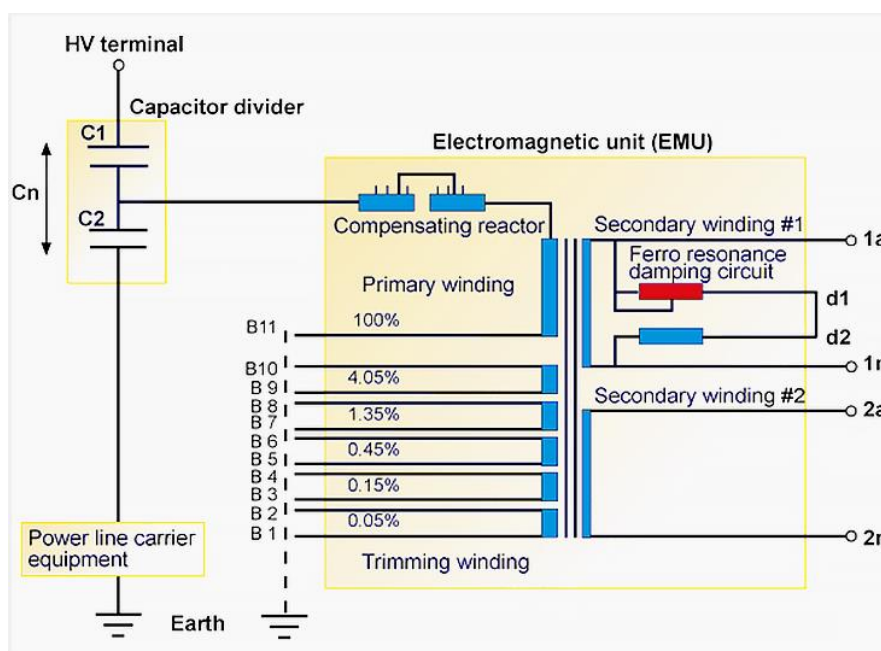 HV terminal
Capacitor divider
C1
Cn
C2
Electromagnetic unit (EMU)
Compensating reactor
Primary winding
100%
B11
B10
4.05%
B 9
B 8
1.35%
B 7
B 6
0.45%
B 5
B 4
0.15%
B 3
B 2
0.05%
B 1
Trimming winding
Secondary winding #1
1a
Ferro resonance
damping circuit
d1
d2
Secondary winding #2
2a
Power line carrier
equipment
Earth